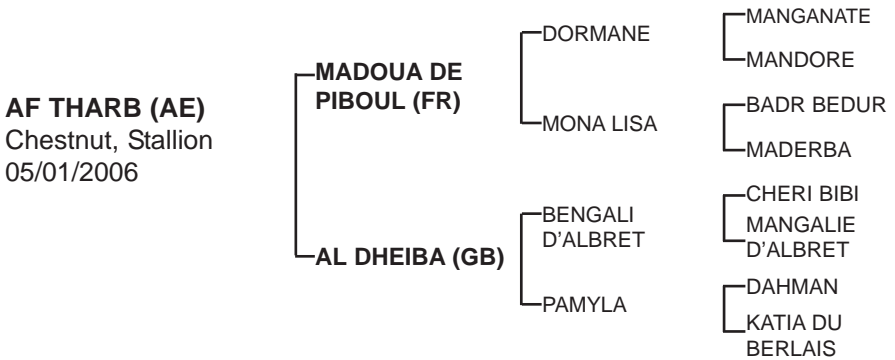 AF THARB (AE)
Chestnut, Stallion
05/01/2006
MADOUA DE
PIBOUL (FR)
AL DHEIBA (GB)
DORMANE
MONA LISA
BENGALI
D'ALBRET
PAMYLA
MANGANATE
MANDORE
BADR BEDUR
MADERBA
CHERI BIBI
MANGALIE
D'ALBRET
DAHMAN
KATIA DU
BERLAIS